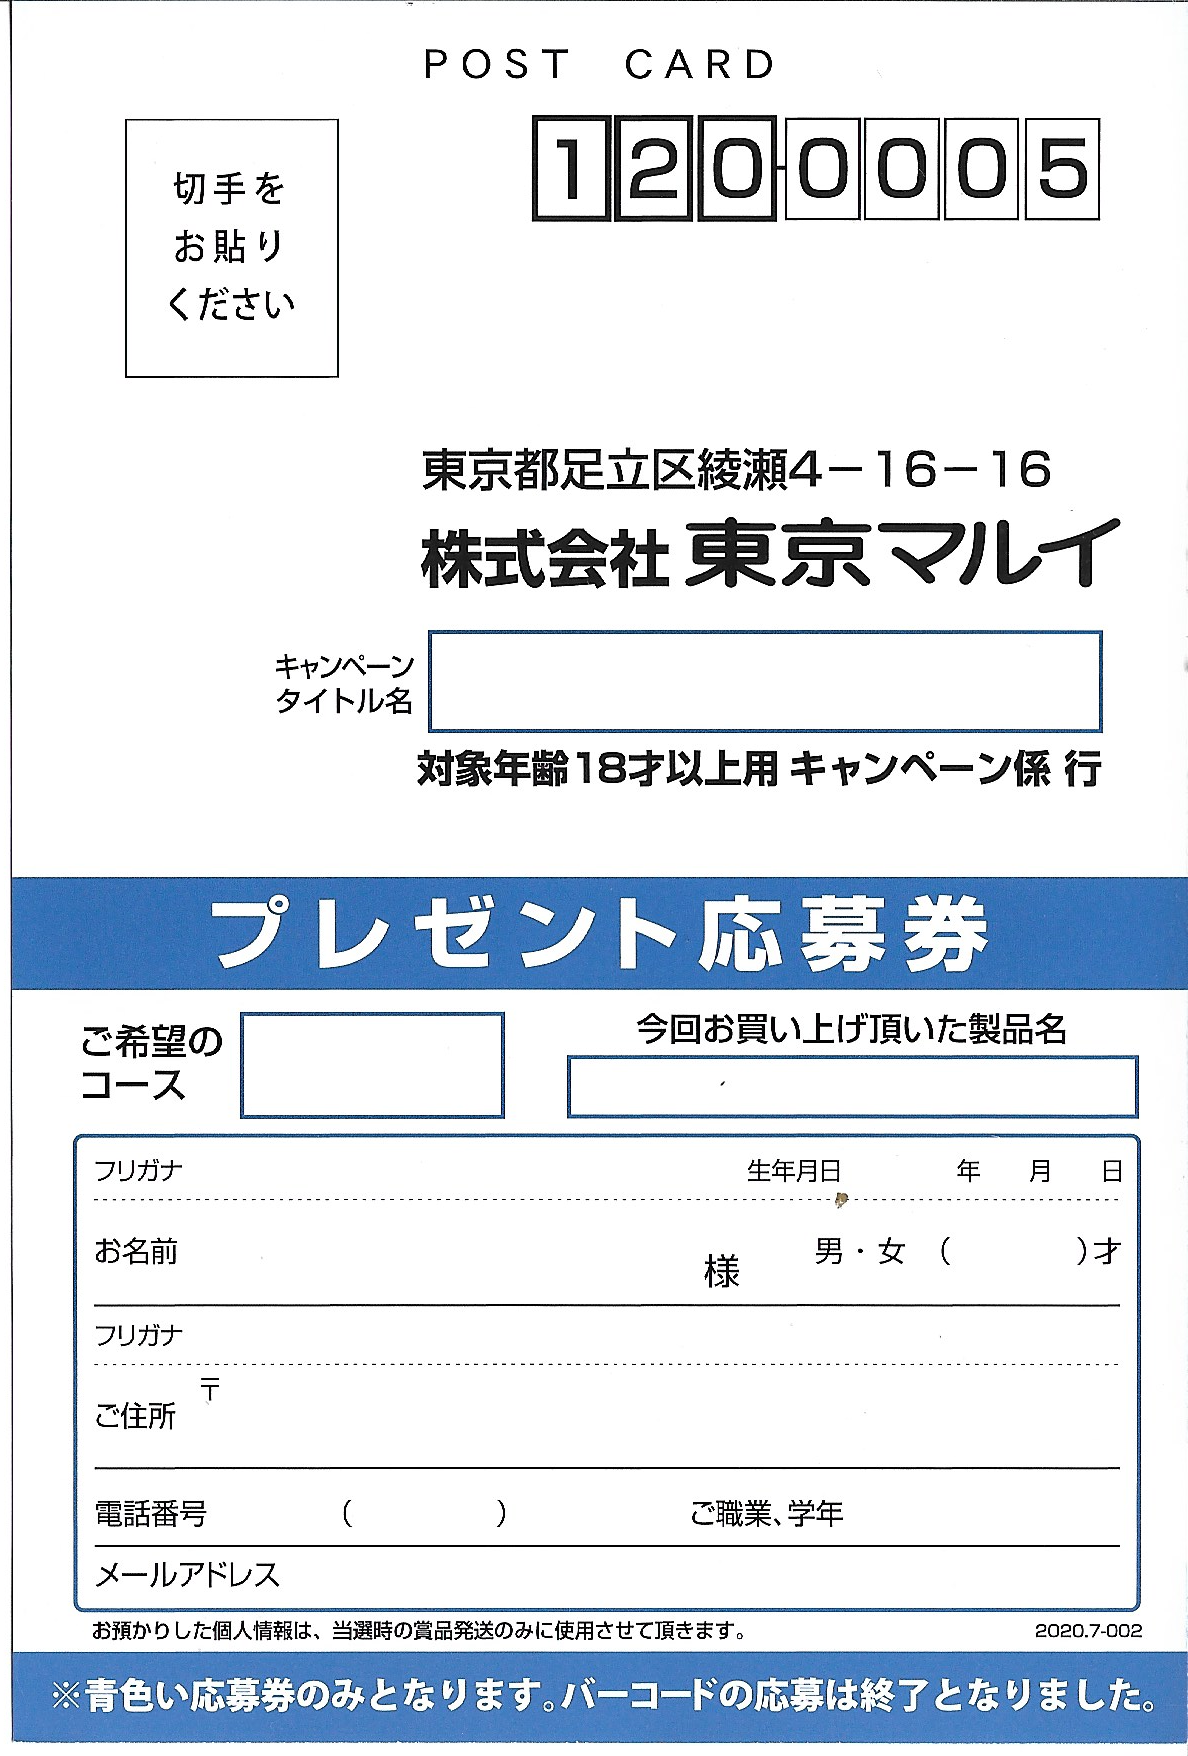 POST CARD
120-0005
切手を
お貼り
ください
東京都足立区綾瀬4－16－16
株式会社 東京マルイ
キャンペーン
タイトル名
対象年齢18才以上用 キャンペーン係 行
プレゼント応募券
ご希望の
コース
今回お買い上げ頂いた製品名
フリガナ 生年月日 年 月 日
お名前 様 男・女 ( )才
フリガナ
〒
ご住所
電話番号 ( ) ご職業、学年
メールアドレス
お預かりした個人情報は、当選時の賞品発送のみに使用させて頂きます。 2020.7-002
※青色い応募券のみとなります。バーコードの応募は終了となりました。